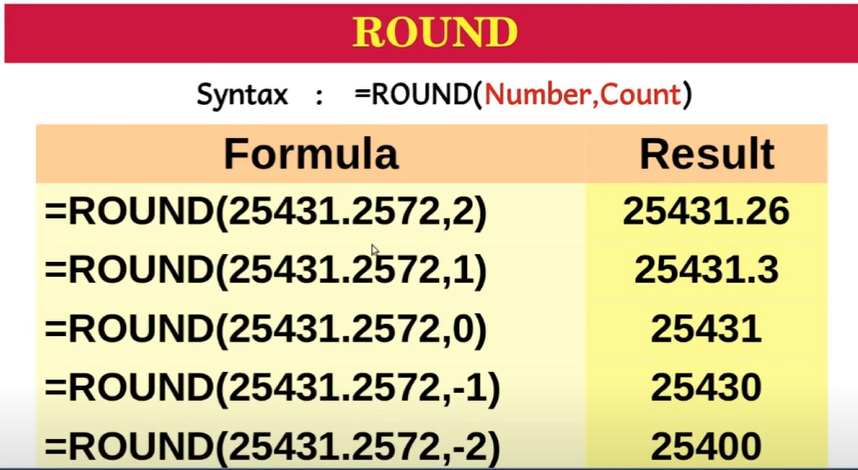 ROUND
Syntax : =ROUND(Number,Count)
Formula Result
=ROUND(25431.2572,2) 25431.26
=ROUND(25431.2572,1) 25431.3
=ROUND(25431.2572,0) 25431
=ROUND(25431.2572,-1) 25430
=ROUND(25431.2572,-2) 25400